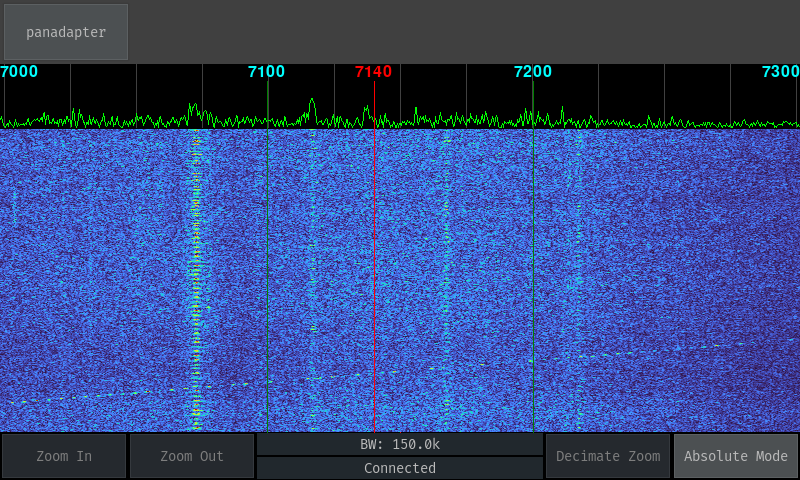 panadapter
7000 7100 7140 7200 7300
Zoom In
Zoom Out
BW: 150.0k
Connected
Decimate Zoom
Absolute Mode